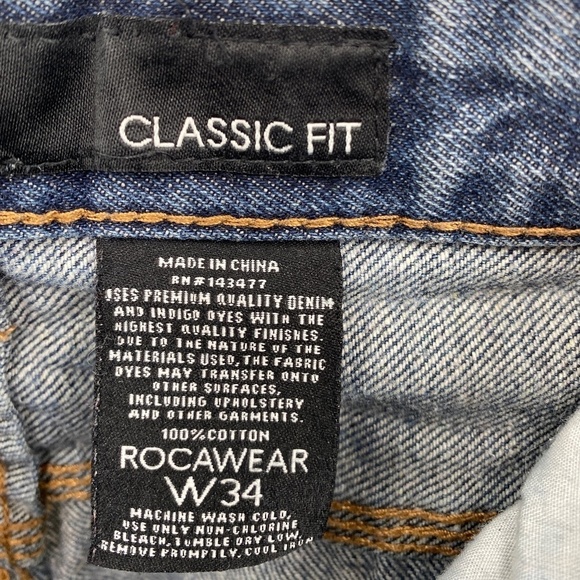 CLASSIC FIT
MADE IN CHINA
RN#143477
USES PREMIUM QUALITY DENIM
AND INDIGO DYES WITH THE
HIGHEST QUALITY FINISHES.
DUE TO THE NATURE OF THE
MATERIALS USED, THE FABRIC
DYES MAY TRANSFER ONTO
OTHER SURFACES,
INCLUDING UPHOLSTERY
AND OTHER GARMENTS.
100%COTTON
ROCAWEAR
W34
MACHINE WASH COLD,
USE ONLY NON-CHLORINE
BLEACH, TUMBLE DRY LOW,
REMOVE PROMPTLY, COOL IRON